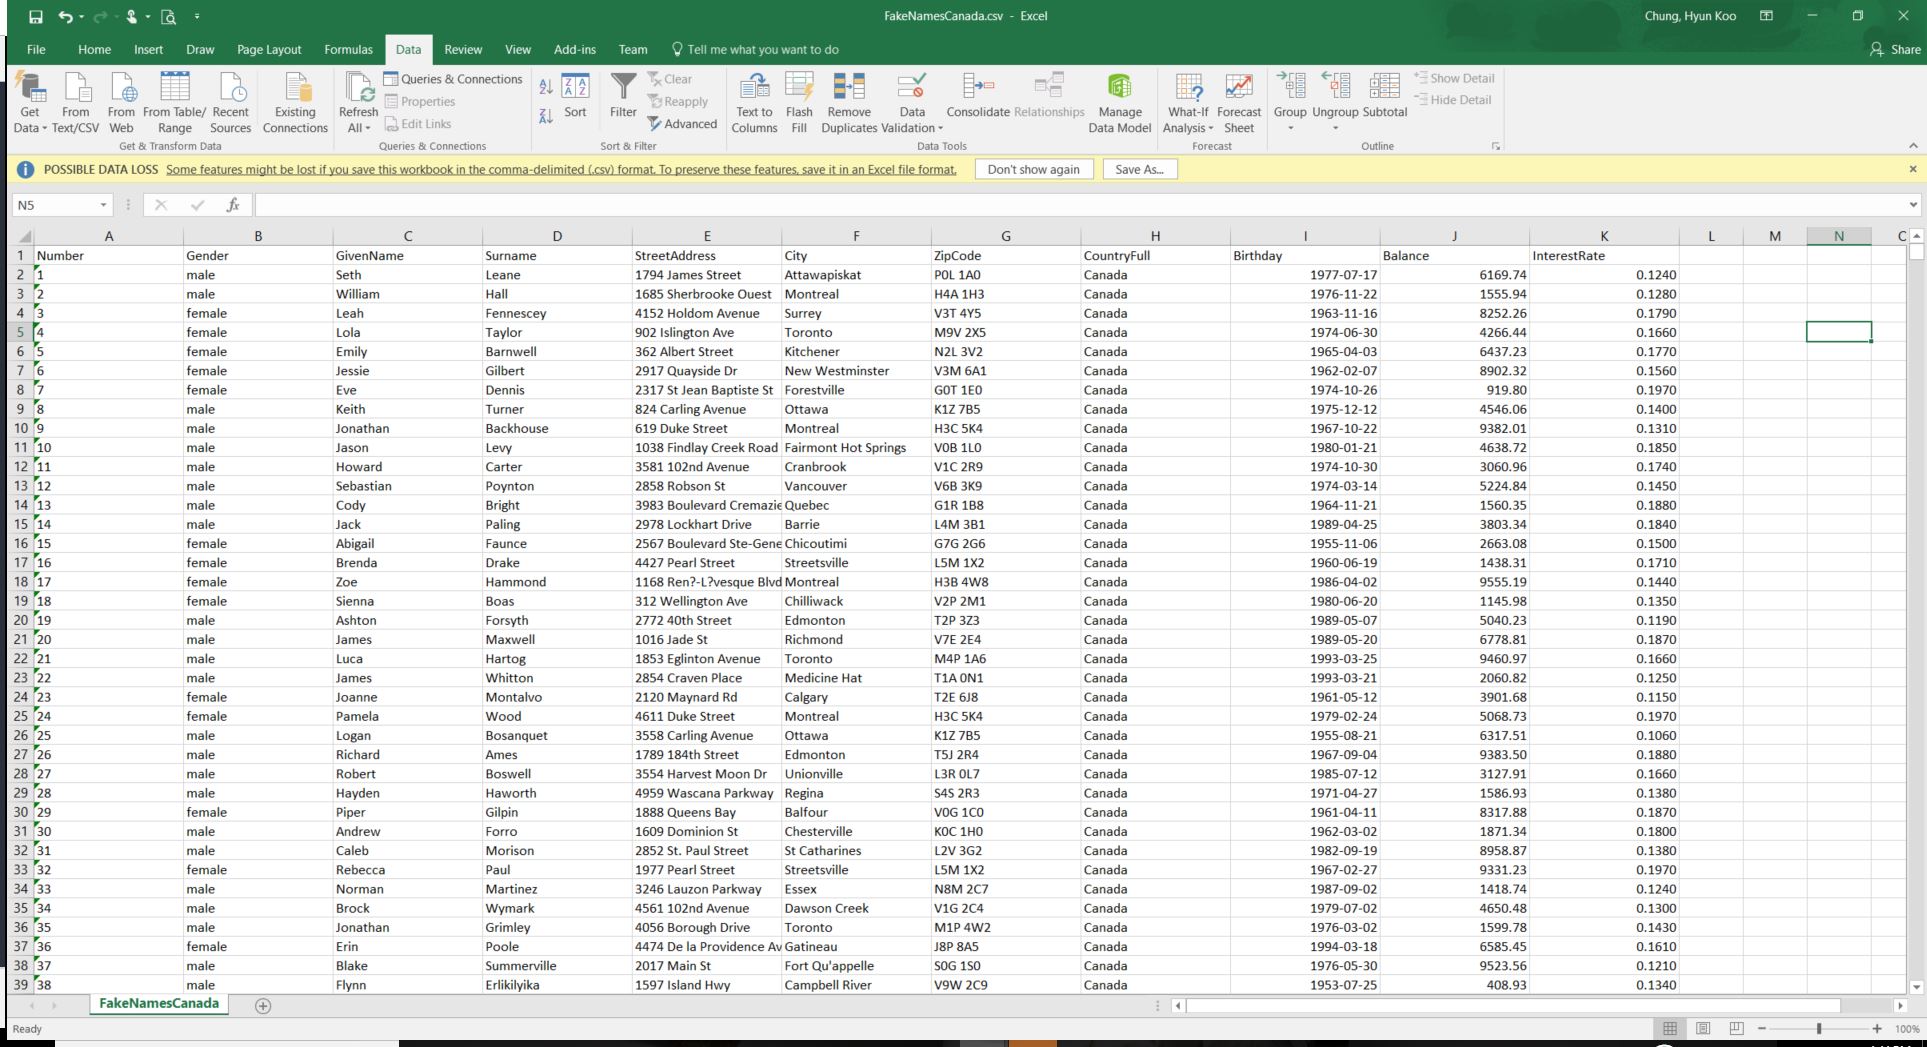 FakeNamesCanada.csv - Excel
Chung, Hyun Koo
File Home Insert Draw Page Layout Formulas Data Review View Add-ins Team Tell me what you want to do Share
Get Data From Text/CSV From Web From Table/Range Recent Sources Existing Connections
Get & Transform Data
Refresh All Queries & Connections Properties Edit Links
Queries & Connections
Sort Filter Clear Reapply Advanced
Sort & Filter
Text to Columns Flash Fill Remove Duplicates Data Validation Consolidate Relationships Manage Data Model
Data Tools
What-If Analysis Forecast Sheet
Forecast
Group Ungroup Subtotal Show Detail Hide Detail
Outline
POSSIBLE DATA LOSS Some features might be lost if you save this workbook in the comma-delimited (.csv) format. To preserve these features, save it in an Excel file format. Don't show again Save As...
N5 fx
A B C D E F G H I J K L M N C
1 Number Gender GivenName Surname StreetAddress City ZipCode CountryFull Birthday Balance InterestRate
2 1 male Seth Leane 1794 James Street Attawapiskat P0L 1A0 Canada 1977-07-17 6169.74 0.1240
3 2 male William Hall 1685 Sherbrooke Ouest Montreal H4A 1H3 Canada 1976-11-22 1555.94 0.1280
4 3 female Leah Fennescey 4152 Holdom Avenue Surrey V3T 4Y5 Canada 1963-11-16 8252.26 0.1790
5 4 female Lola Taylor 902 Islington Ave Toronto M9V 2X5 Canada 1974-06-30 4266.44 0.1660
6 5 female Emily Barnwell 362 Albert Street Kitchener N2L 3V2 Canada 1965-04-03 6437.23 0.1770
7 6 female Jessie Gilbert 2917 Quayside Dr New Westminster V3M 6A1 Canada 1962-02-07 8902.32 0.1560
8 7 female Eve Dennis 2317 St Jean Baptiste St Forestville G0T 1E0 Canada 1974-10-26 919.80 0.1970
9 8 male Keith Turner 824 Carling Avenue Ottawa K1Z 7B5 Canada 1975-12-12 4546.06 0.1400
10 9 male Jonathan Backhouse 619 Duke Street Montreal H3C 5K4 Canada 1967-10-22 9382.01 0.1310
11 10 male Jason Levy 1038 Findlay Creek Road Fairmont Hot Springs V0B 1L0 Canada 1980-01-21 4638.72 0.1850
12 11 male Howard Carter 3581 102nd Avenue Cranbrook V1C 2R9 Canada 1974-10-30 3060.96 0.1740
13 12 male Sebastian Poynton 2858 Robson St Vancouver V6B 3K9 Canada 1974-03-14 5224.84 0.1450
14 13 male Cody Bright 3983 Boulevard Cremazie Quebec G1R 1B8 Canada 1964-11-21 1560.35 0.1880
15 14 male Jack Paling 2978 Lockhart Drive Barrie L4M 3B1 Canada 1989-04-25 3803.34 0.1840
16 15 female Abigail Faunce 2567 Boulevard Ste-Gene Chicoutimi G7G 2G6 Canada 1955-11-06 2663.08 0.1500
17 16 female Brenda Drake 4427 Pearl Street Streetsville L5M 1X2 Canada 1960-06-19 1438.31 0.1710
18 17 female Zoe Hammond 1168 Ren?-L?vesque Blvd Montreal H3B 4W8 Canada 1986-04-02 9555.19 0.1440
19 18 female Sienna Boas 312 Wellington Ave Chilliwack V2P 2M1 Canada 1980-06-20 1145.98 0.1350
20 19 male Ashton Forsyth 2772 40th Street Edmonton T2P 3Z3 Canada 1989-05-07 5040.23 0.1190
21 20 male James Maxwell 1016 Jade St Richmond V7E 2E4 Canada 1989-05-20 6778.81 0.1870
22 21 male Luca Hartog 1853 Eglinton Avenue Toronto M4P 1A6 Canada 1993-03-25 9460.97 0.1660
23 22 male James Whitton 2854 Craven Place Medicine Hat T1A 0N1 Canada 1993-03-21 2060.82 0.1250
24 23 female Joanne Montalvo 2120 Maynard Rd Calgary T2E 6J8 Canada 1961-05-12 3901.68 0.1150
25 24 female Pamela Wood 4611 Duke Street Montreal H3C 5K4 Canada 1979-02-24 5068.73 0.1970
26 25 male Logan Bosanquet 3558 Carling Avenue Ottawa K1Z 7B5 Canada 1955-08-21 6317.51 0.1060
27 26 male Richard Ames 1789 184th Street Edmonton T5J 2R4 Canada 1967-09-04 9383.50 0.1880
28 27 male Robert Boswell 3554 Harvest Moon Dr Unionville L3R 0L7 Canada 1985-07-12 3127.91 0.1660
29 28 male Hayden Haworth 4959 Wascana Parkway Regina S4S 2R3 Canada 1971-04-27 1586.93 0.1380
30 29 female Piper Gilpin 1888 Queens Bay Balfour V0G 1C0 Canada 1961-04-11 8317.88 0.1870
31 30 male Andrew Forro 1609 Dominion St Chesterville K0C 1H0 Canada 1962-03-02 1871.34 0.1800
32 31 male Caleb Morison 2852 St. Paul Street St Catharines L2V 3G2 Canada 1982-09-19 8958.87 0.1380
33 32 female Rebecca Paul 1977 Pearl Street Streetsville L5M 1X2 Canada 1967-02-27 9331.23 0.1970
34 33 male Norman Martinez 3246 Lauzon Parkway Essex N8M 2C7 Canada 1987-09-02 1418.74 0.1240
35 34 male Brock Wymark 4561 102nd Avenue Dawson Creek V1G 2C4 Canada 1979-07-02 4650.48 0.1300
36 35 male Jonathan Grimley 4056 Borough Drive Toronto M1P 4W2 Canada 1976-03-02 1599.78 0.1430
37 36 female Erin Poole 4474 De la Providence Av Gatineau J8P 8A5 Canada 1994-03-18 6585.45 0.1610
38 37 male Blake Summerville 2017 Main St Fort Qu'appelle S0G 1S0 Canada 1976-05-30 9523.56 0.1210
39 38 male Flynn Erlikilyika 1597 Island Hwy Campbell River V9W 2C9 Canada 1953-07-25 408.93 0.1340
FakeNamesCanada
Ready 100%